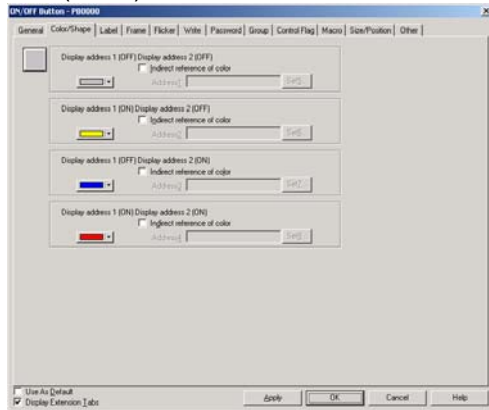 ON/OFF Button - PB0000
General Color/Shape Label Frame Flicker Write Password Group Control Flag Macro Size/Position Other
Display address 1 (OFF) Display address 2 (OFF)
Indirect reference of color
Address1 Set5
Display address 1 (ON) Display address 2 (OFF)
Indirect reference of color
Address2 Set6
Display address 1 (OFF) Display address 2 (ON)
Indirect reference of color
Address3 Set7
Display address 1 (ON) Display address 2 (ON)
Indirect reference of color
Address4
Use As Default
Display Extension Tabs
Apply OK Cancel Help